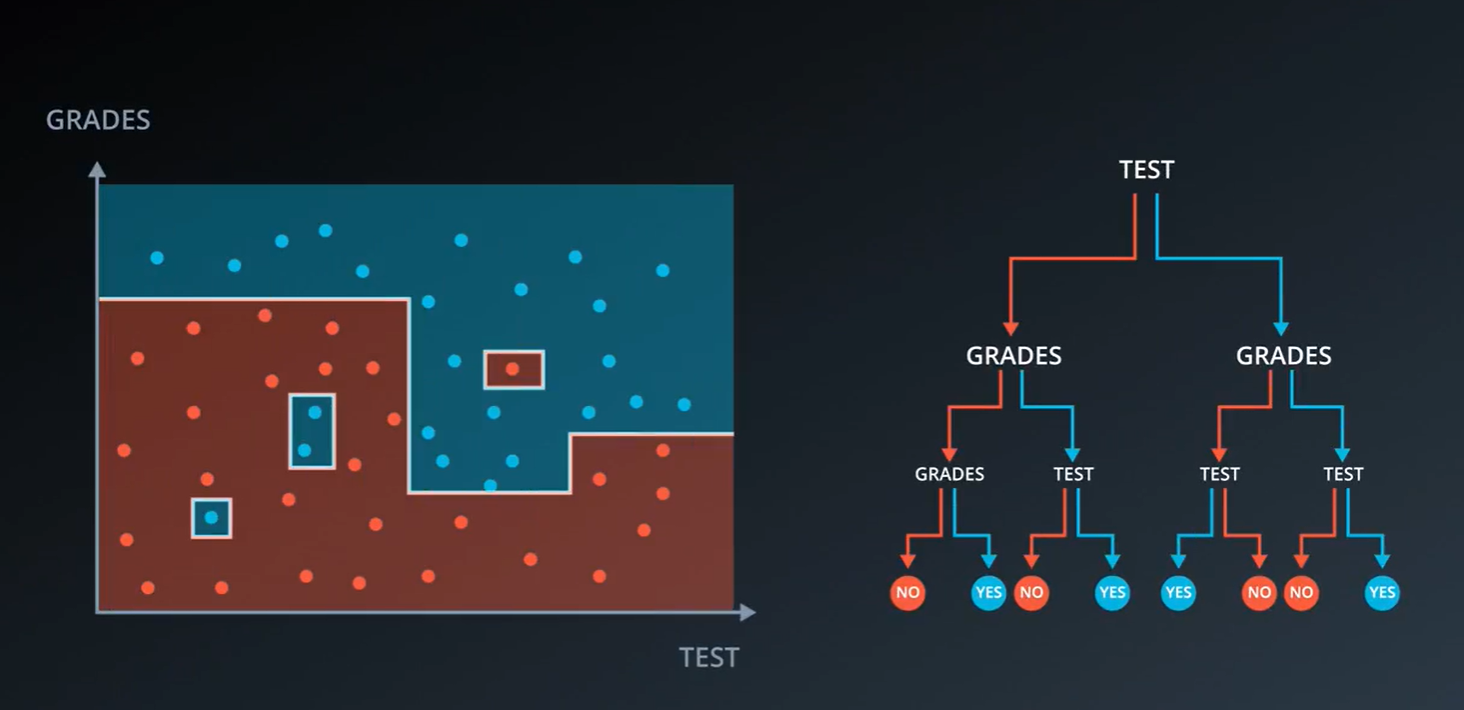 GRADES
TEST
TEST
GRADES GRADES
GRADES TEST TEST TEST
NO YES NO YES YES NO NO YES